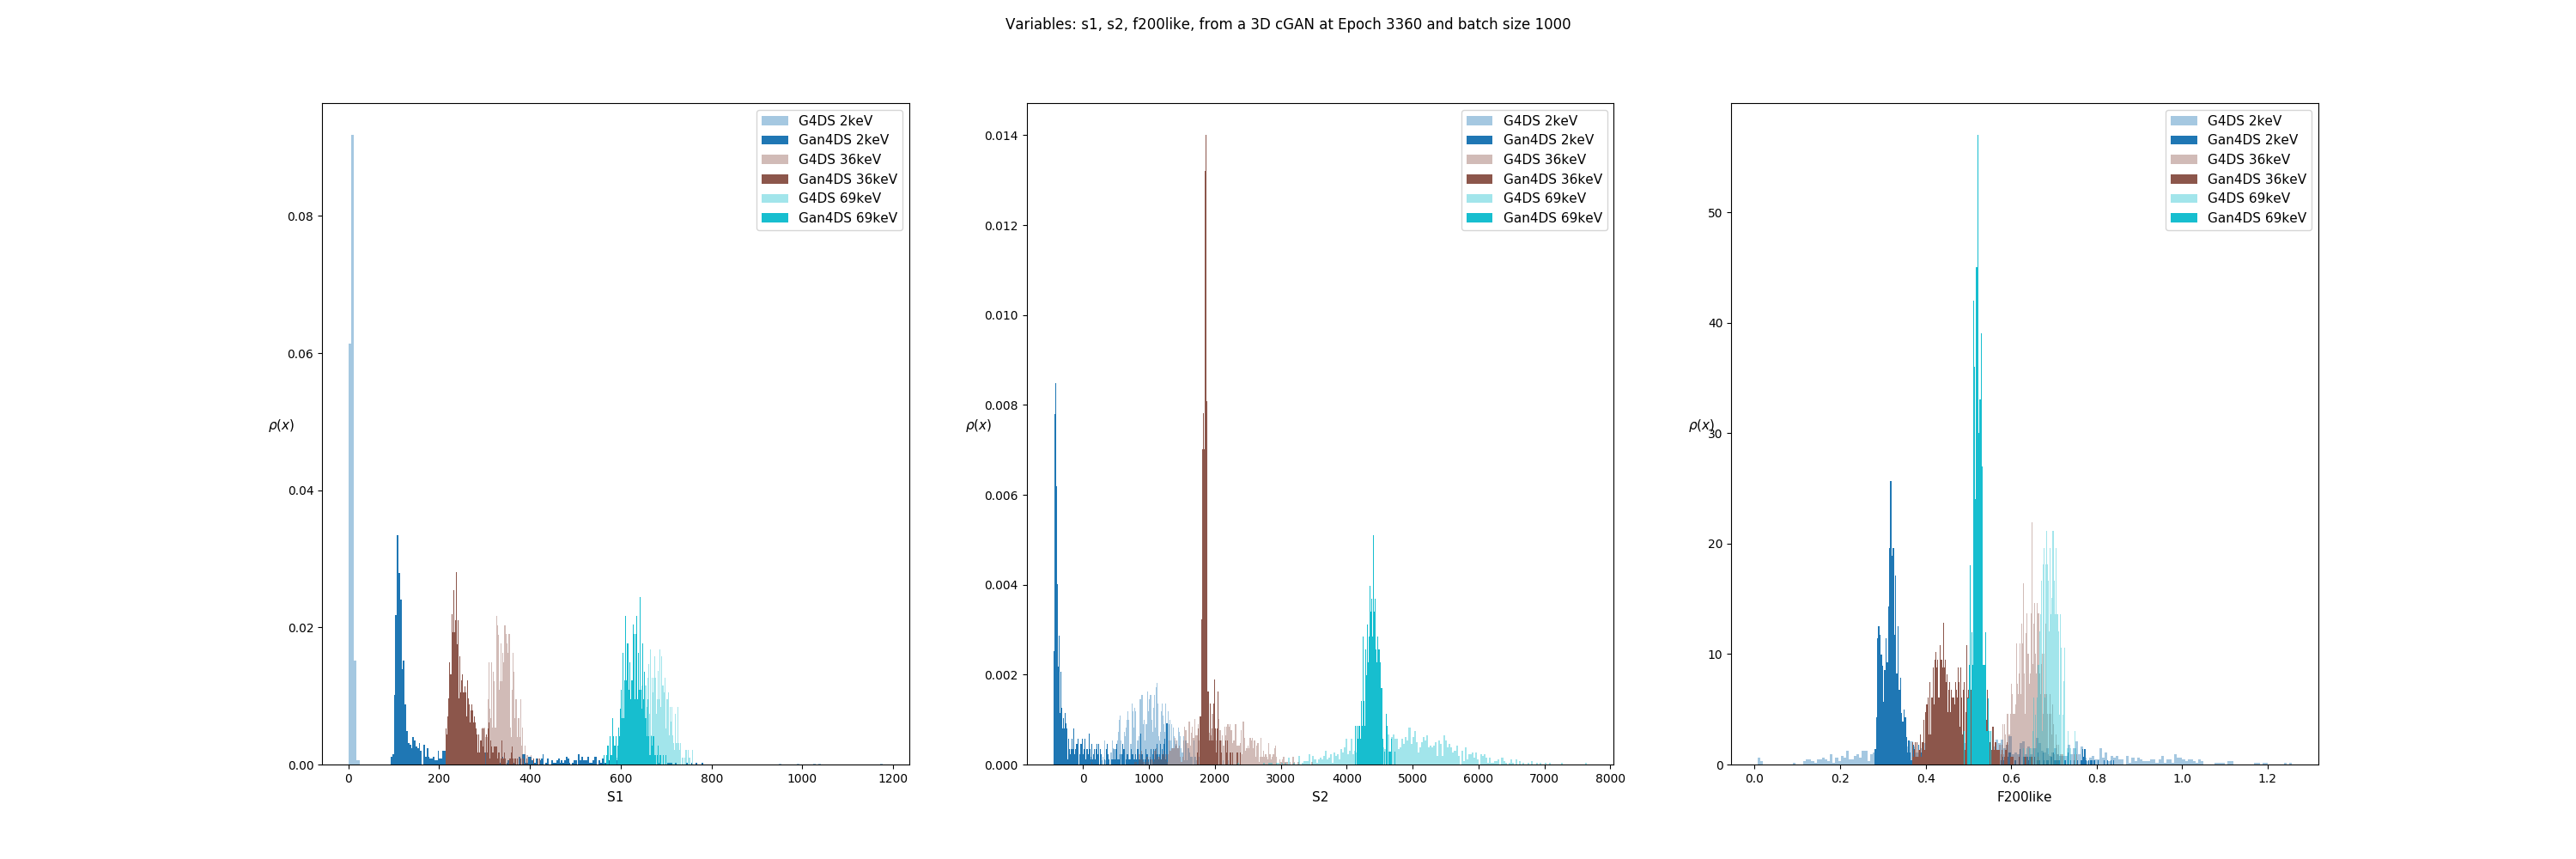 Variables: s1, s2, f200like, from a 3D cGAN at Epoch 3360 and batch size 1000
G4DS 2keV
Gan4DS 2keV
G4DS 36keV
Gan4DS 36keV
G4DS 69keV
Gan4DS 69keV
0.08
0.06
0.04
0.02
0.00
ρ(x)
0 200 400 600 800 1000 1200
S1
G4DS 2keV
Gan4DS 2keV
G4DS 36keV
Gan4DS 36keV
G4DS 69keV
Gan4DS 69keV
0.014
0.012
0.010
0.008
0.006
0.004
0.002
0.000
ρ(x)
0 1000 2000 3000 4000 5000 6000 7000 8000
S2
G4DS 2keV
Gan4DS 2keV
G4DS 36keV
Gan4DS 36keV
G4DS 69keV
Gan4DS 69keV
50
40
30
20
10
0
ρ(x)
0.0 0.2 0.4 0.6 0.8 1.0 1.2
F200like